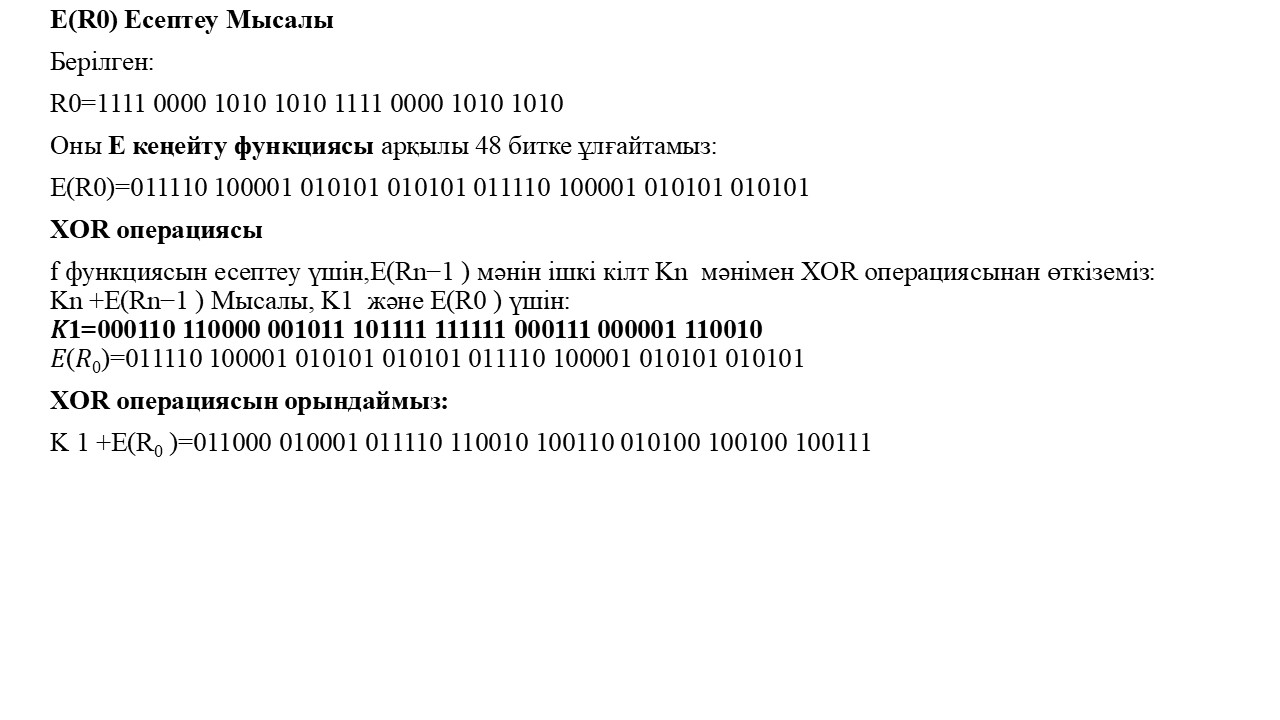 E(R0) Есептеу Мысалы
Берілген:
R0=1111 0000 1010 1010 1111 0000 1010 1010
Оны Е кеңейту функциясы арқылы 48 битке ұлғайтамыз:
E(R0)=011110 100001 010101 010101 011110 100001 010101 010101
XOR операциясы
f функциясын есептеу үшін,E(Rn−1 ) мәнін ішкі кілт Kn мәнімен XOR операциясынан өткіземіз:
Kn +E(Rn−1 ) Мысалы, K1 және E(R0 ) үшін:
K1=000110 110000 001011 101111 111111 000111 000001 110010
E(R₀)=011110 100001 010101 010101 011110 100001 010101 010101
XOR операциясын орындаймыз:
K 1 +E(R₀ )=011000 010001 011110 110010 100110 010100 100100 100111